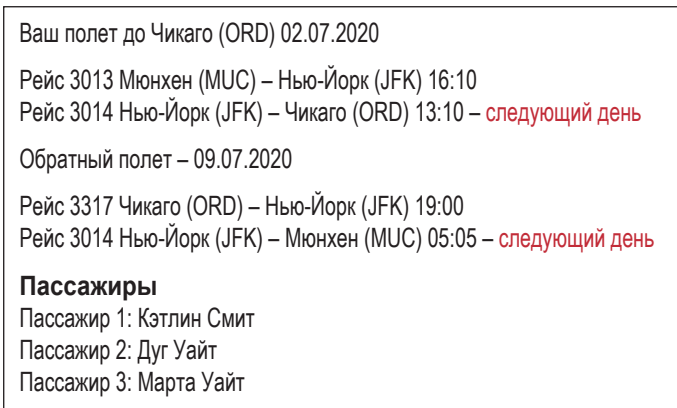 Ваш полет до Чикаго (ORD) 02.07.2020
Рейс 3013 Мюнхен (MUC) – Нью-Йорк (JFK) 16:10
Рейс 3014 Нью-Йорк (JFK) – Чикаго (ORD) 13:10 – следующий день
Обратный полет – 09.07.2020
Рейс 3317 Чикаго (ORD) – Нью-Йорк (JFK) 19:00
Рейс 3014 Нью-Йорк (JFK) – Мюнхен (MUC) 05:05 – следующий день
Пассажиры
Пассажир 1: Кэтлин Смит
Пассажир 2: Дуг Уайт
Пассажир 3: Марта Уайт